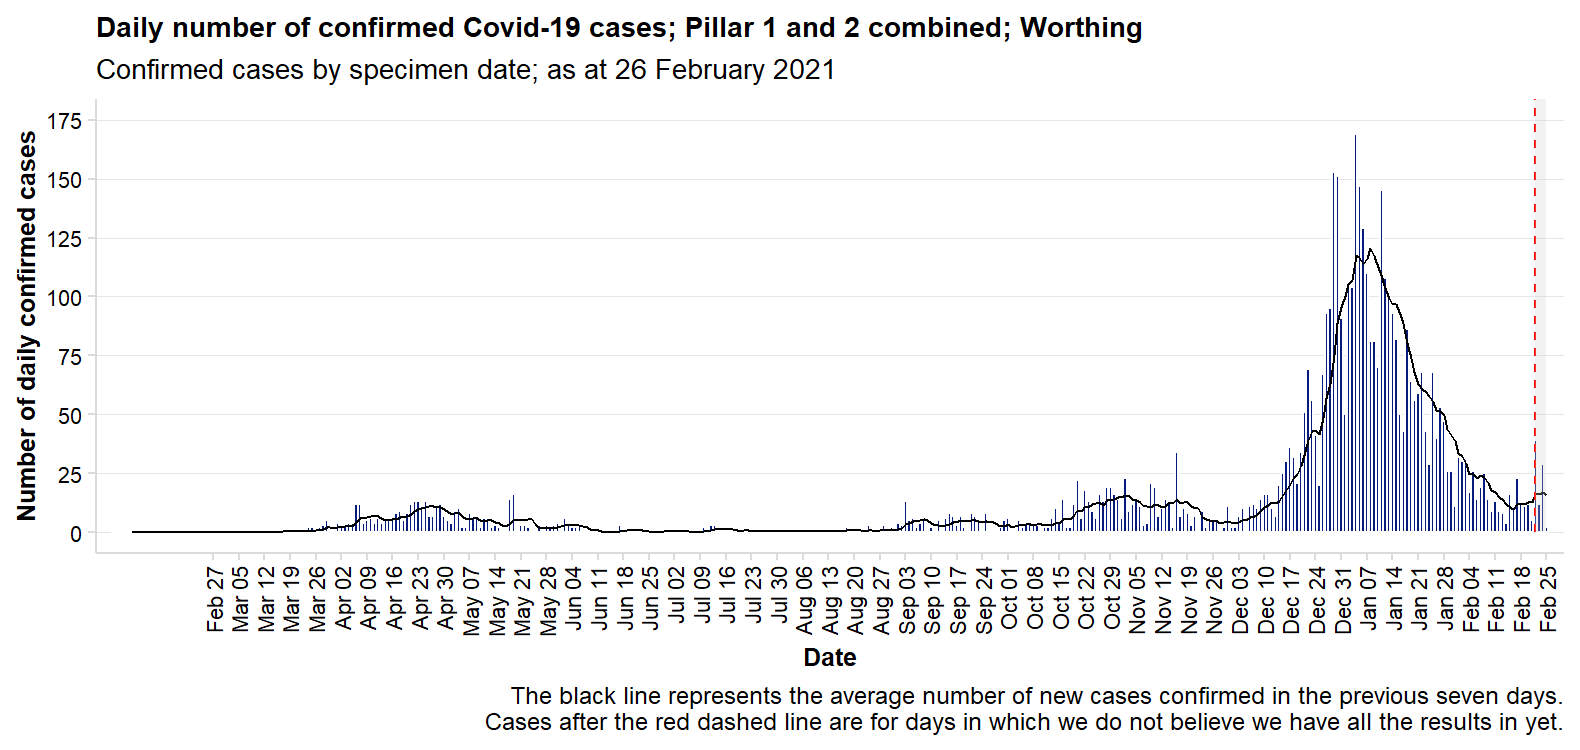 Daily number of confirmed Covid-19 cases; Pillar 1 and 2 combined; Worthing
Confirmed cases by specimen date; as at 26 February 2021
Number of daily confirmed cases
175
150
125
100
75
50
25
0
Feb 27
Mar 05
Mar 12
Mar 19
Mar 26
Apr 02
Apr 09
Apr 16
Apr 23
Apr 30
May 07
May 14
May 21
May 28
Jun 04
Jun 11
Jun 18
Jun 25
Jul 02
Jul 09
Jul 16
Jul 23
Jul 30
Aug 06
Aug 13
Aug 20
Aug 27
Sep 03
Sep 10
Sep 17
Sep 24
Oct 01
Oct 08
Oct 15
Oct 22
Oct 29
Nov 05
Nov 12
Nov 19
Nov 26
Dec 03
Dec 10
Dec 17
Dec 24
Dec 31
Jan 07
Jan 14
Jan 21
Jan 28
Feb 04
Feb 11
Feb 18
Feb 25
Date
The black line represents the average number of new cases confirmed in the previous seven days.
Cases after the red dashed line are for days in which we do not believe we have all the results in yet.